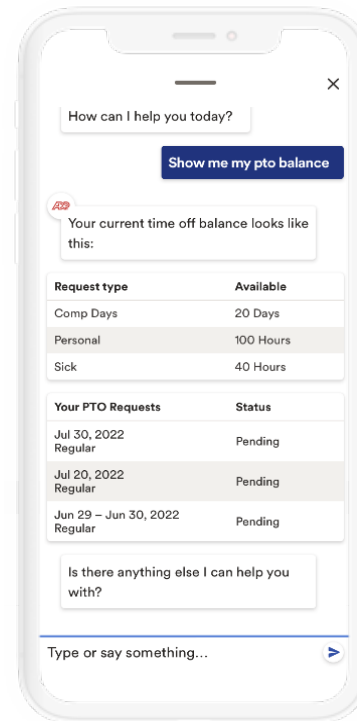 How can I help you today?
Show me my pto balance
ADP
Your current time off balance looks like
this:
Request type Available
Comp Days 20 Days
Personal 100 Hours
Sick 40 Hours
Your PTO Requests Status
Jul 30, 2022
Regular Pending
Jul 20, 2022
Regular Pending
Jun 29 – Jun 30, 2022
Regular Pending
Is there anything else I can help you
with?
Type or say something...